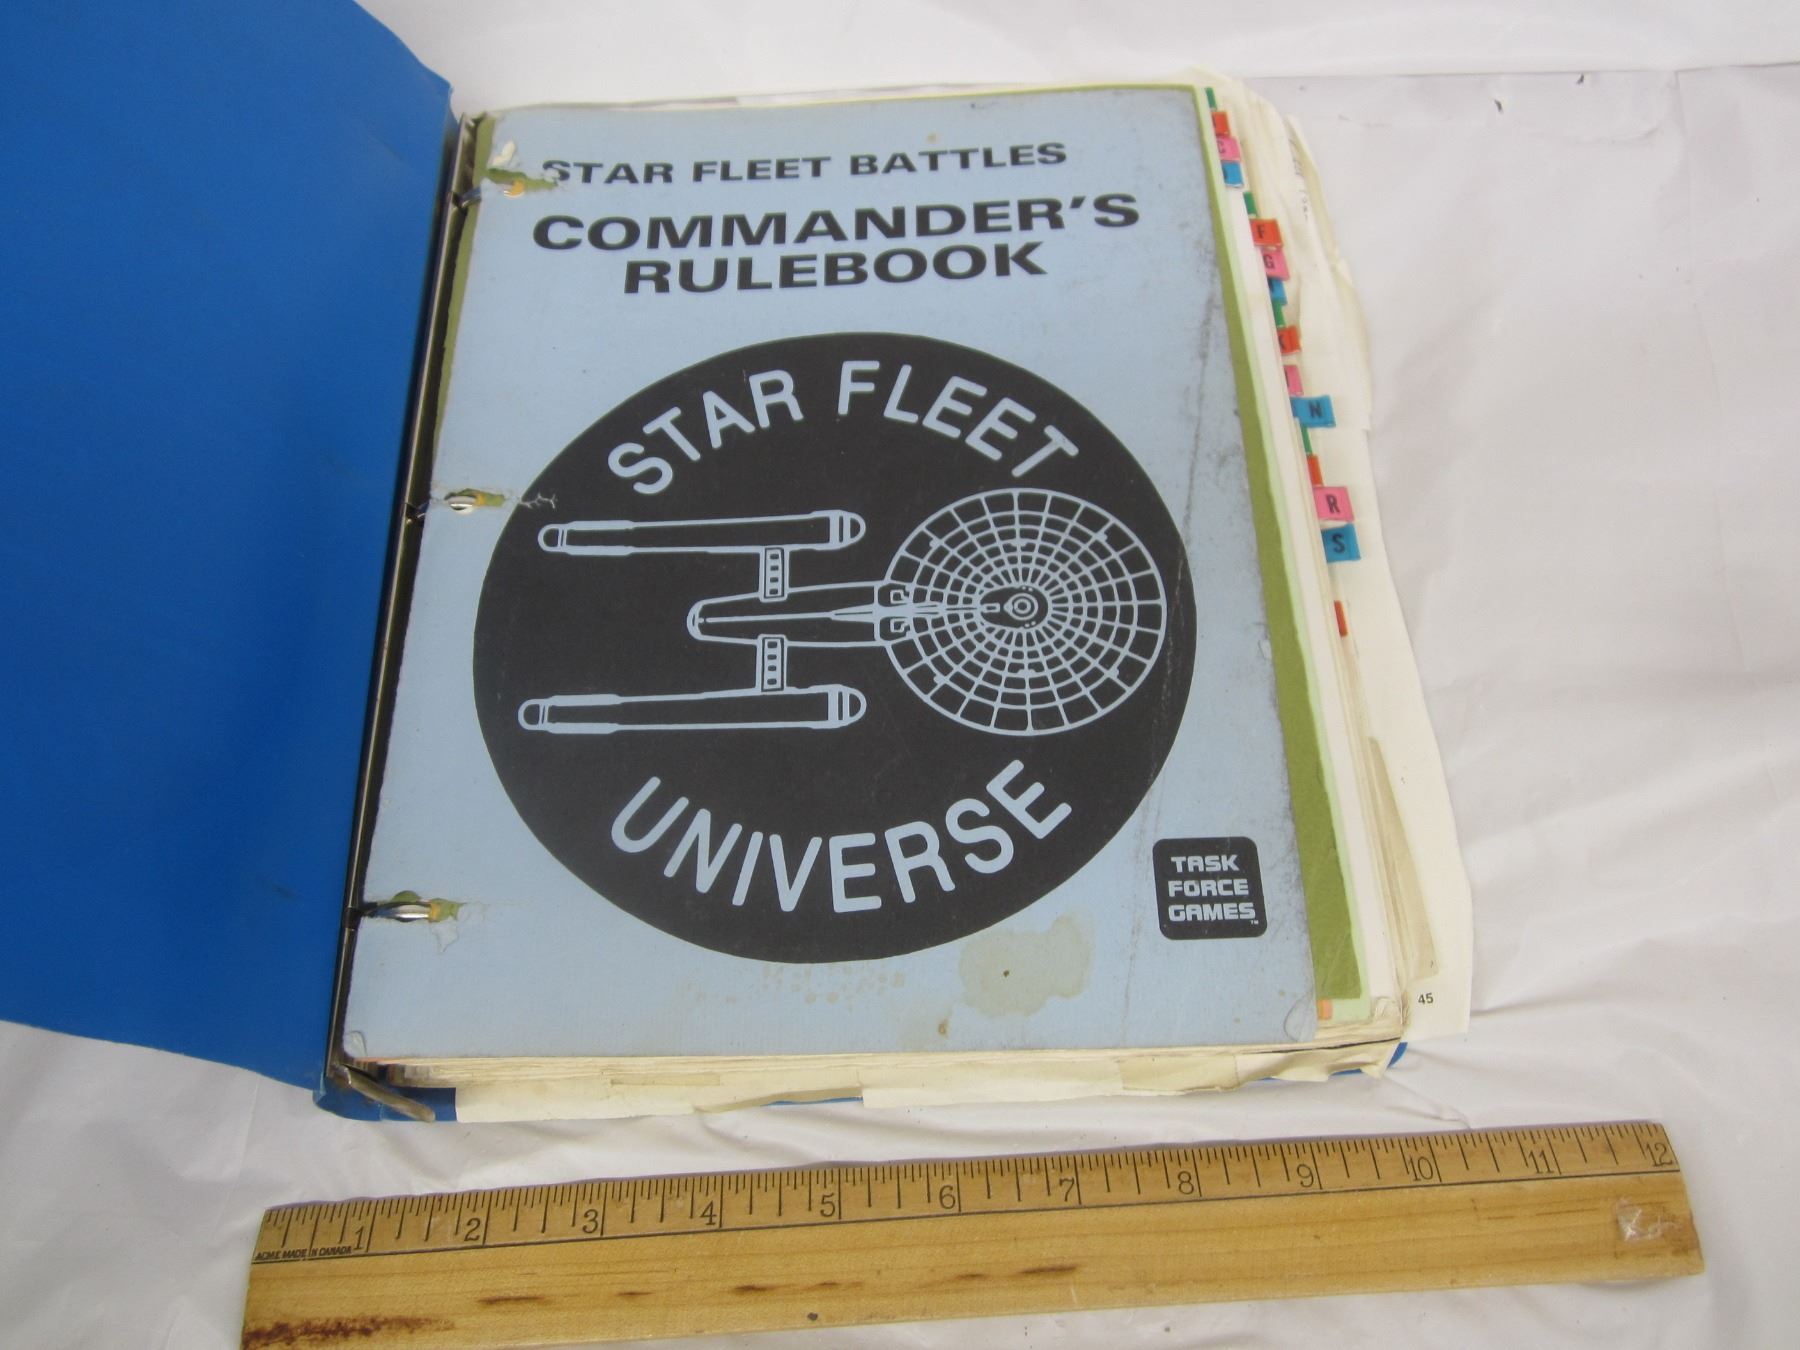 STAR FLEET BATTLES
COMMANDER'S
RULEBOOK
STAR FLEET
UNIVERSE
TASK
FORCE
GAMES™
F
G
N
R
S
45
1 2 3 4 5 6 7 8 9 10 11 12
ACME MADE IN CANADA